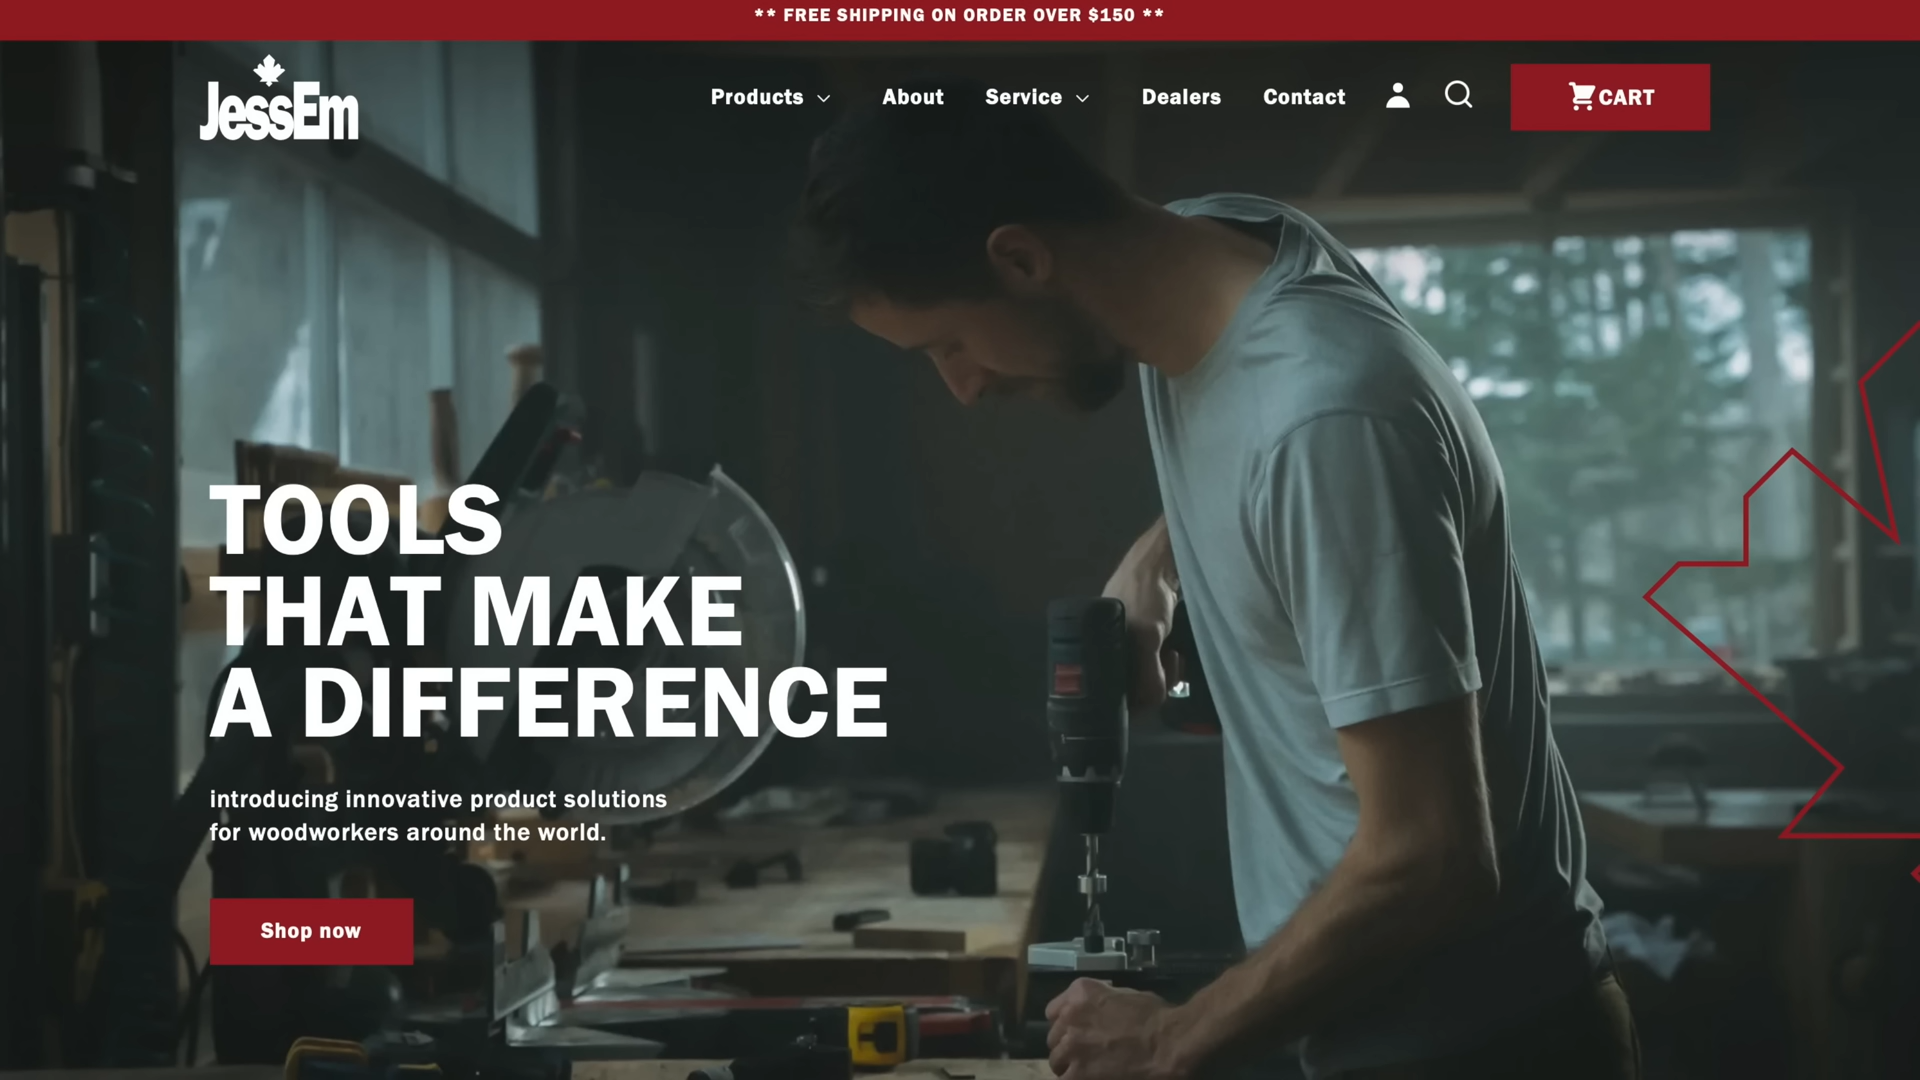 ** FREE SHIPPING ON ORDER OVER $150 **
JessEm
Products
About
Service
Dealers
Contact
CART
TOOLS
THAT MAKE
A DIFFERENCE
introducing innovative product solutions
for woodworkers around the world.
Shop now